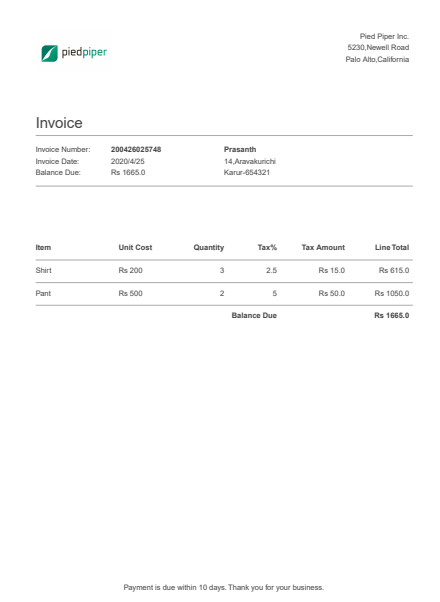 piedpiper
Pied Piper Inc.
5230,Newell Road
Palo Alto,California
Invoice
Invoice Number: 200426025748 Prasanth
Invoice Date: 2020/4/25 14,Aravakurichi
Balance Due: Rs 1665.0 Karur-654321
Item Unit Cost Quantity Tax% Tax Amount Line Total
Shirt Rs 200 3 2.5 Rs 15.0 Rs 615.0
Pant Rs 500 2 5 Rs 50.0 Rs 1050.0
Balance Due Rs 1665.0
Payment is due within 10 days. Thank you for your business.